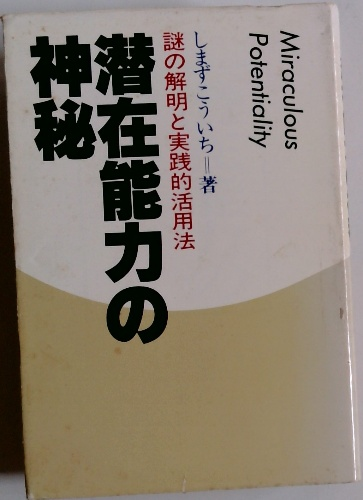 Miraculous
Potentiality
しまずこういち＝著
謎の解明と実践的活用法
潜在能力の
神秘